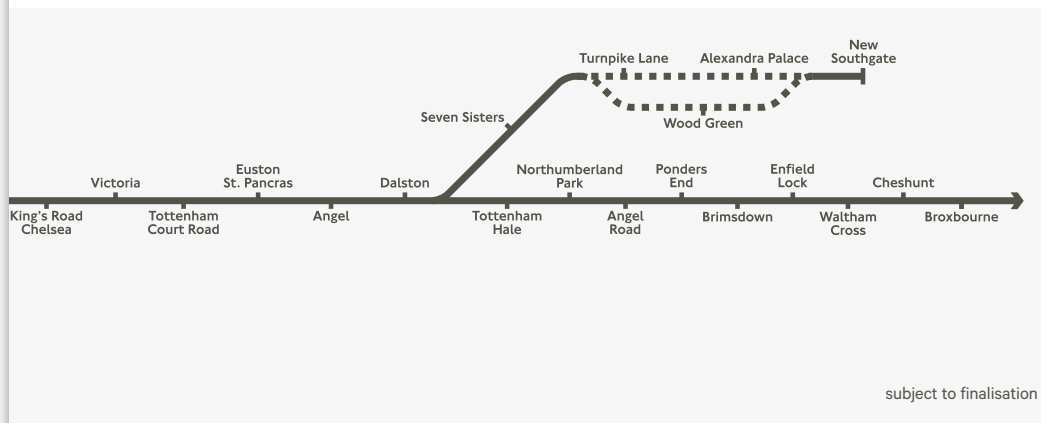 New
Turnpike Lane Alexandra Palace Southgate
Seven Sisters
Wood Green
Euston Northumberland Ponders Enfield
Victoria St. Pancras Dalston Park End Lock Cheshunt
King's Road Tottenham Angel Tottenham Angel Brimsdown Waltham Broxbourne
Chelsea Court Road Hale Road Cross
subject to finalisation